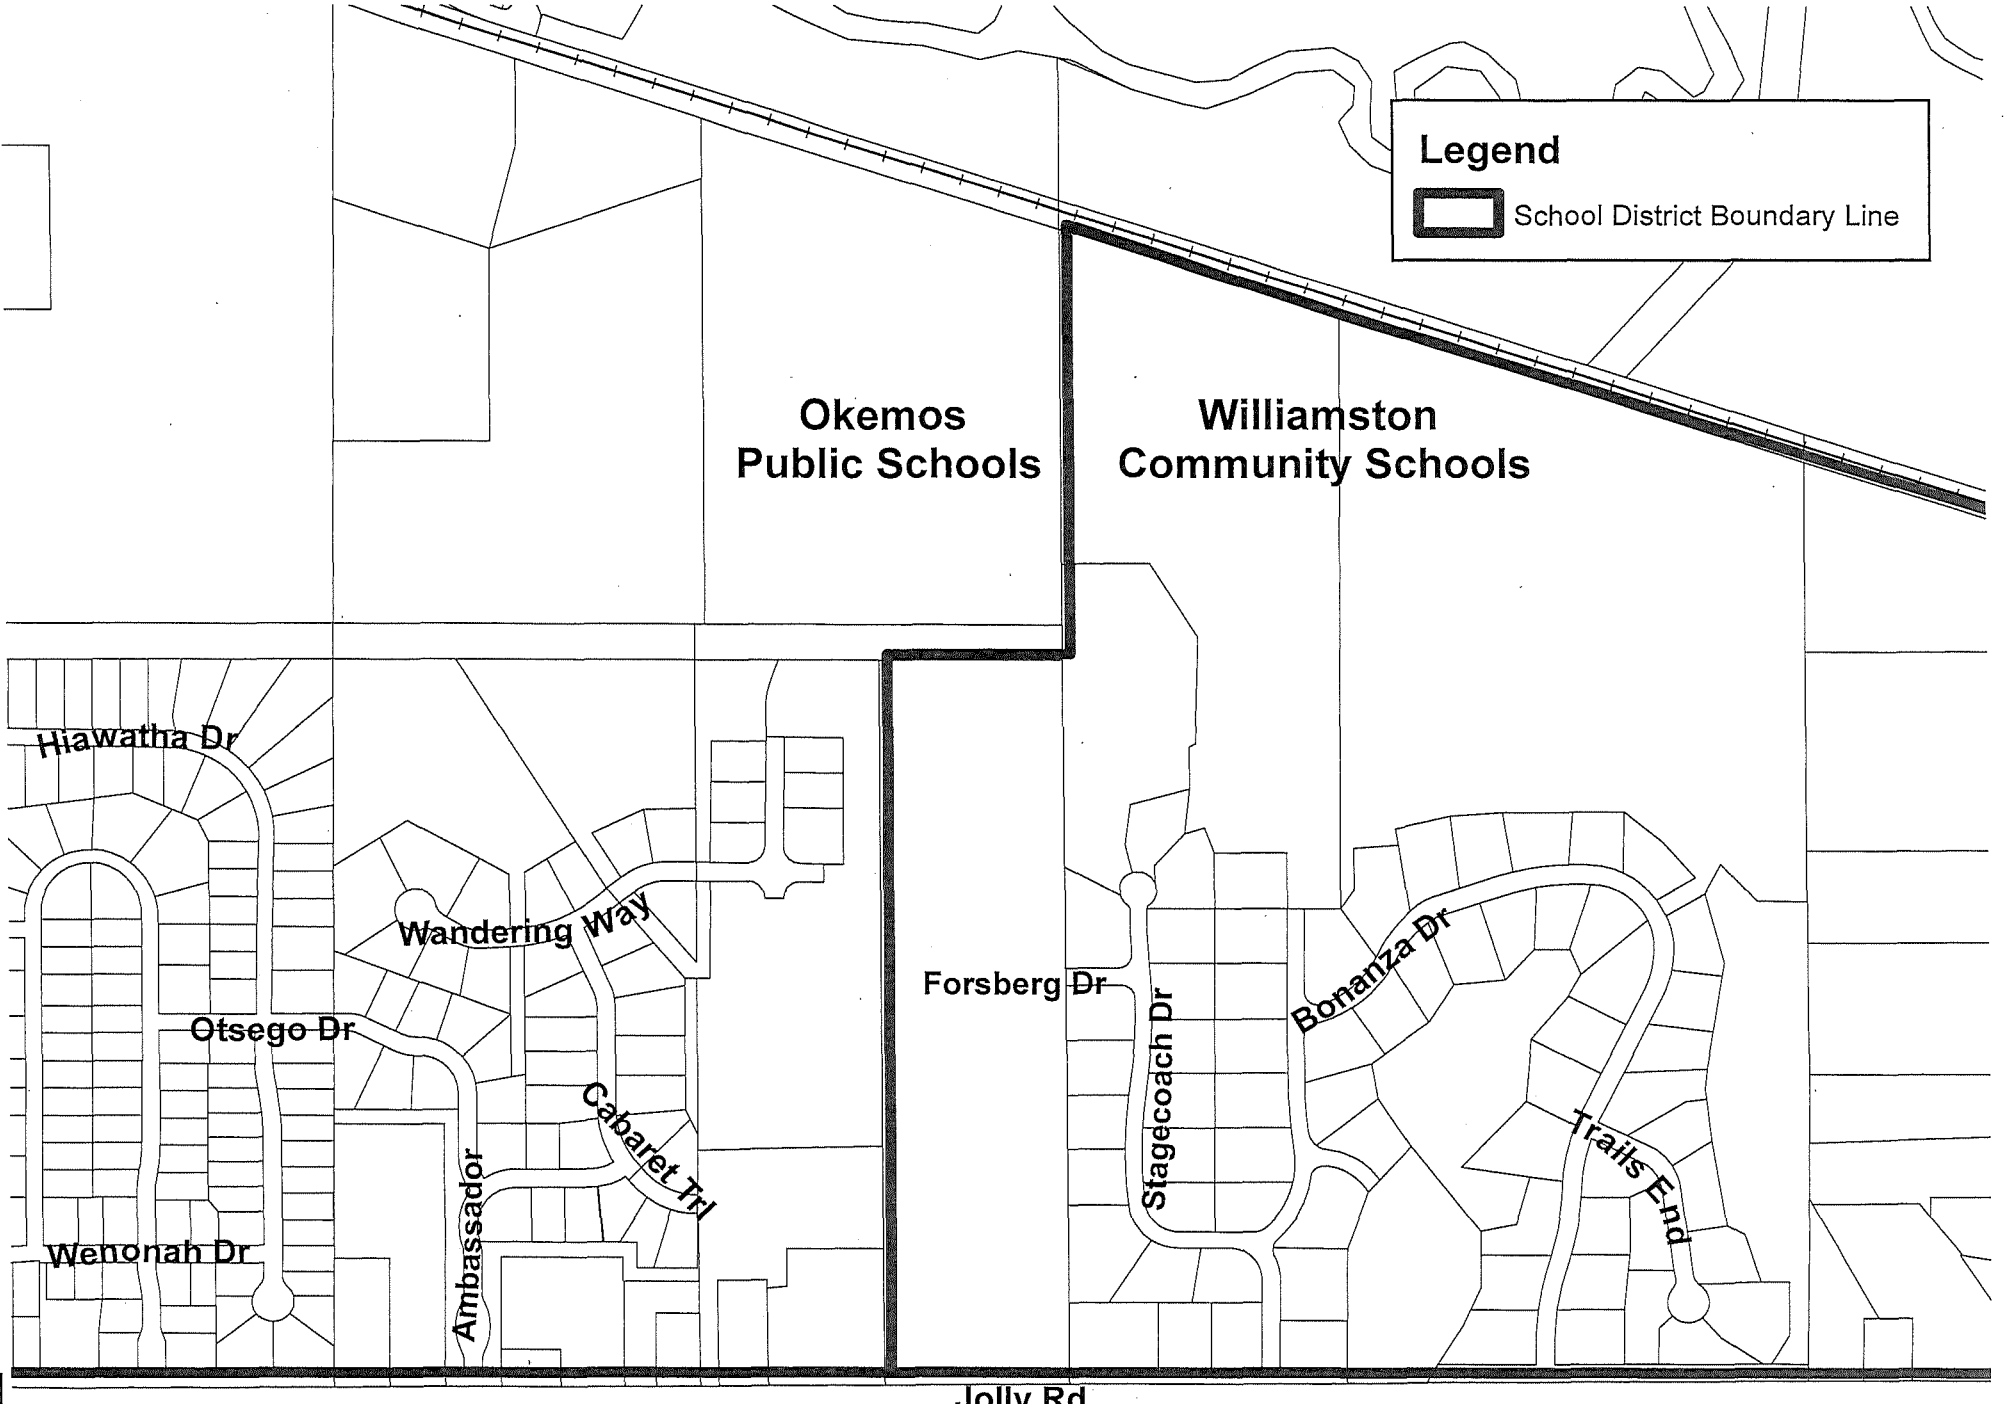 Legend
School District Boundary Line
Okemos
Public Schools
Williamston
Community Schools
Hiawatha Dr
Wandering Way
Forsberg Dr
Bonanza Dr
Otsego Dr
Stagecoach Dr
Cabaret Trl
Trails End
Ambassador
Wenonah Dr
Jolly Rd